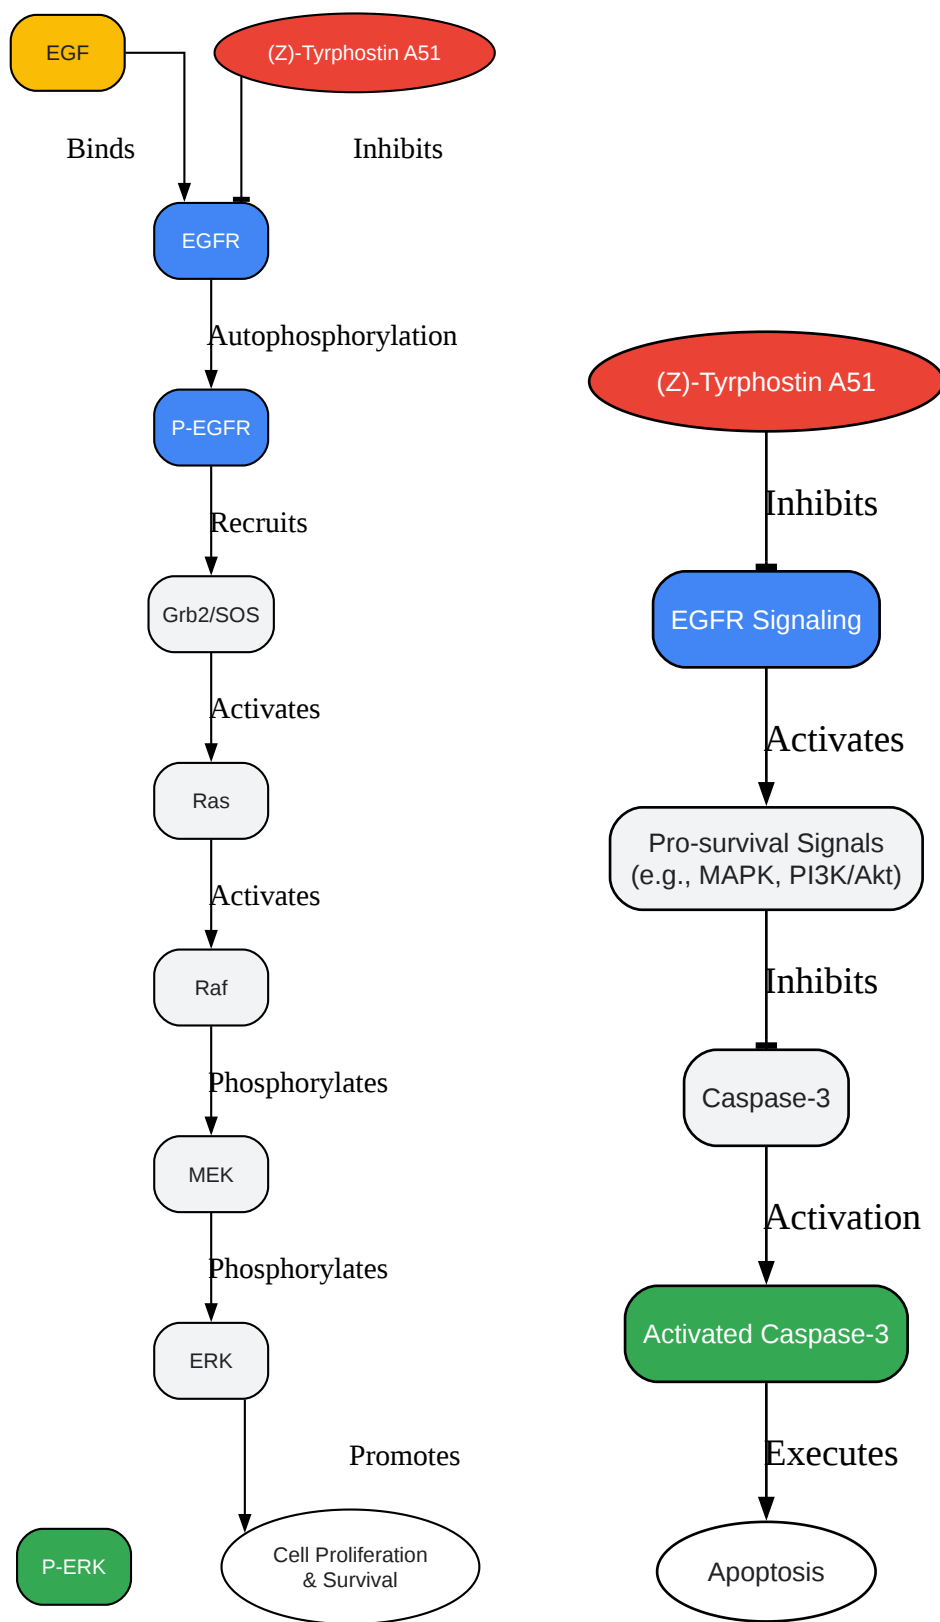 EGF
(Z)-Tyrphostin A51
Binds
Inhibits
EGFR
Autophosphorylation
P-EGFR
Recruits
Grb2/SOS
Activates
Ras
Activates
Raf
Phosphorylates
MEK
Phosphorylates
ERK
Promotes
P-ERK
Cell Proliferation
& Survival
(Z)-Tyrphostin A51
Inhibits
EGFR Signaling
Activates
Pro-survival Signals
(e.g., MAPK, PI3K/Akt)
Inhibits
Caspase-3
Activation
Activated Caspase-3
Executes
Apoptosis